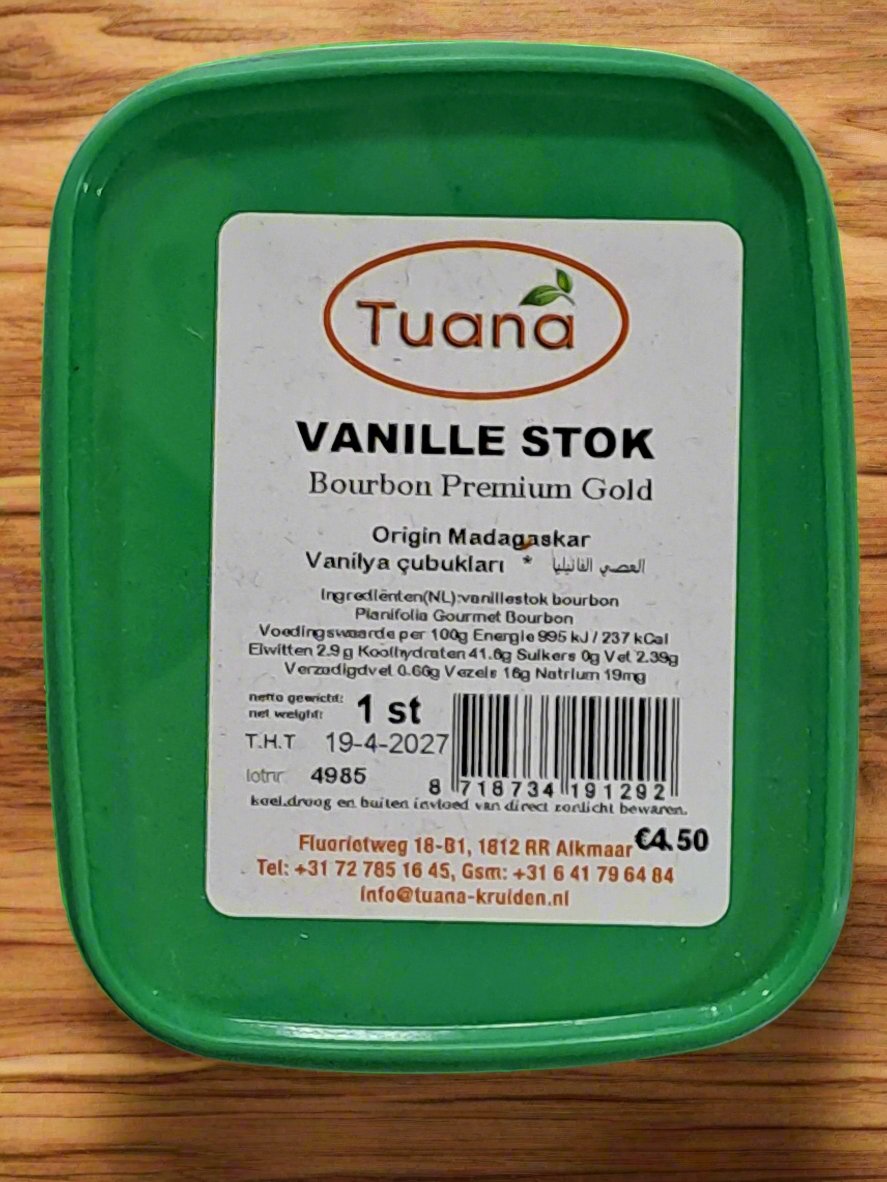 Tuana
VANILLE STOK
Bourbon Premium Gold
Origin Madagaskar
Vanilya çubukları * العصي الفانيليا
Ingrediënten(NL):vanillestok bourbon
Planifolia Gourmet Bourbon
Voedingswaarde per 100g Energie 995 kJ / 237 kCal
Eiwitten 2.9 g Koolhydraten 41.6g Suikers 0g Vet 2.39g
Verzadigdvet 0.66g Vezels 16g Natrium 19mg
netto gewicht:
net weight:
1 st
T.H.T 19-4-2027
lotnr 4985
8 718734 191292
koel.droog en buiten invloed van direct zonlicht bewaren.
€4.50
Fluorietweg 18-B1, 1812 RR Alkmaar
Tel: +31 72 785 16 45, Gsm: +31 6 41 79 64 84
info@tuana-kruiden.nl